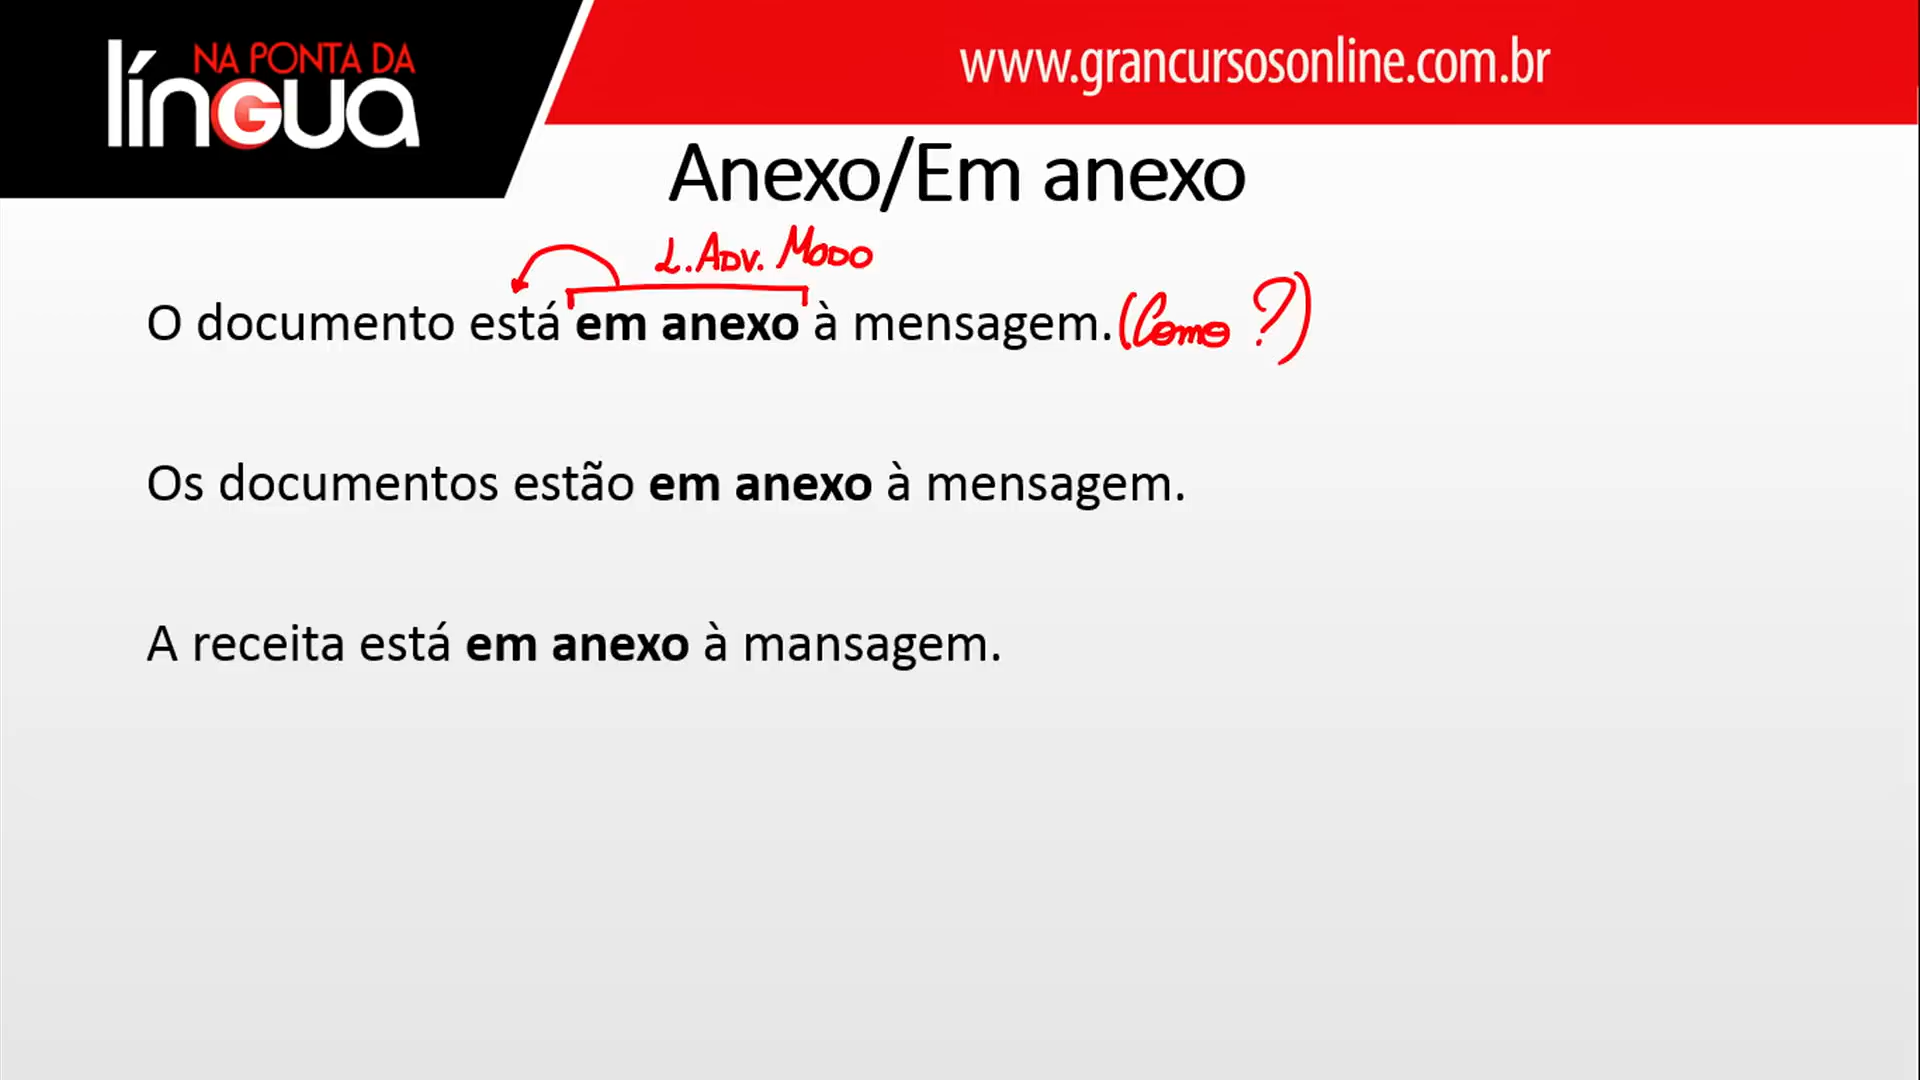 NA PONTA DA
línGua
www.grancursosonline.com.br
Anexo/Em anexo
L. ADV. MODO
O documento está em anexo à mensagem. (Como ?)
Os documentos estão em anexo à mensagem.
A receita está em anexo à mansagem.